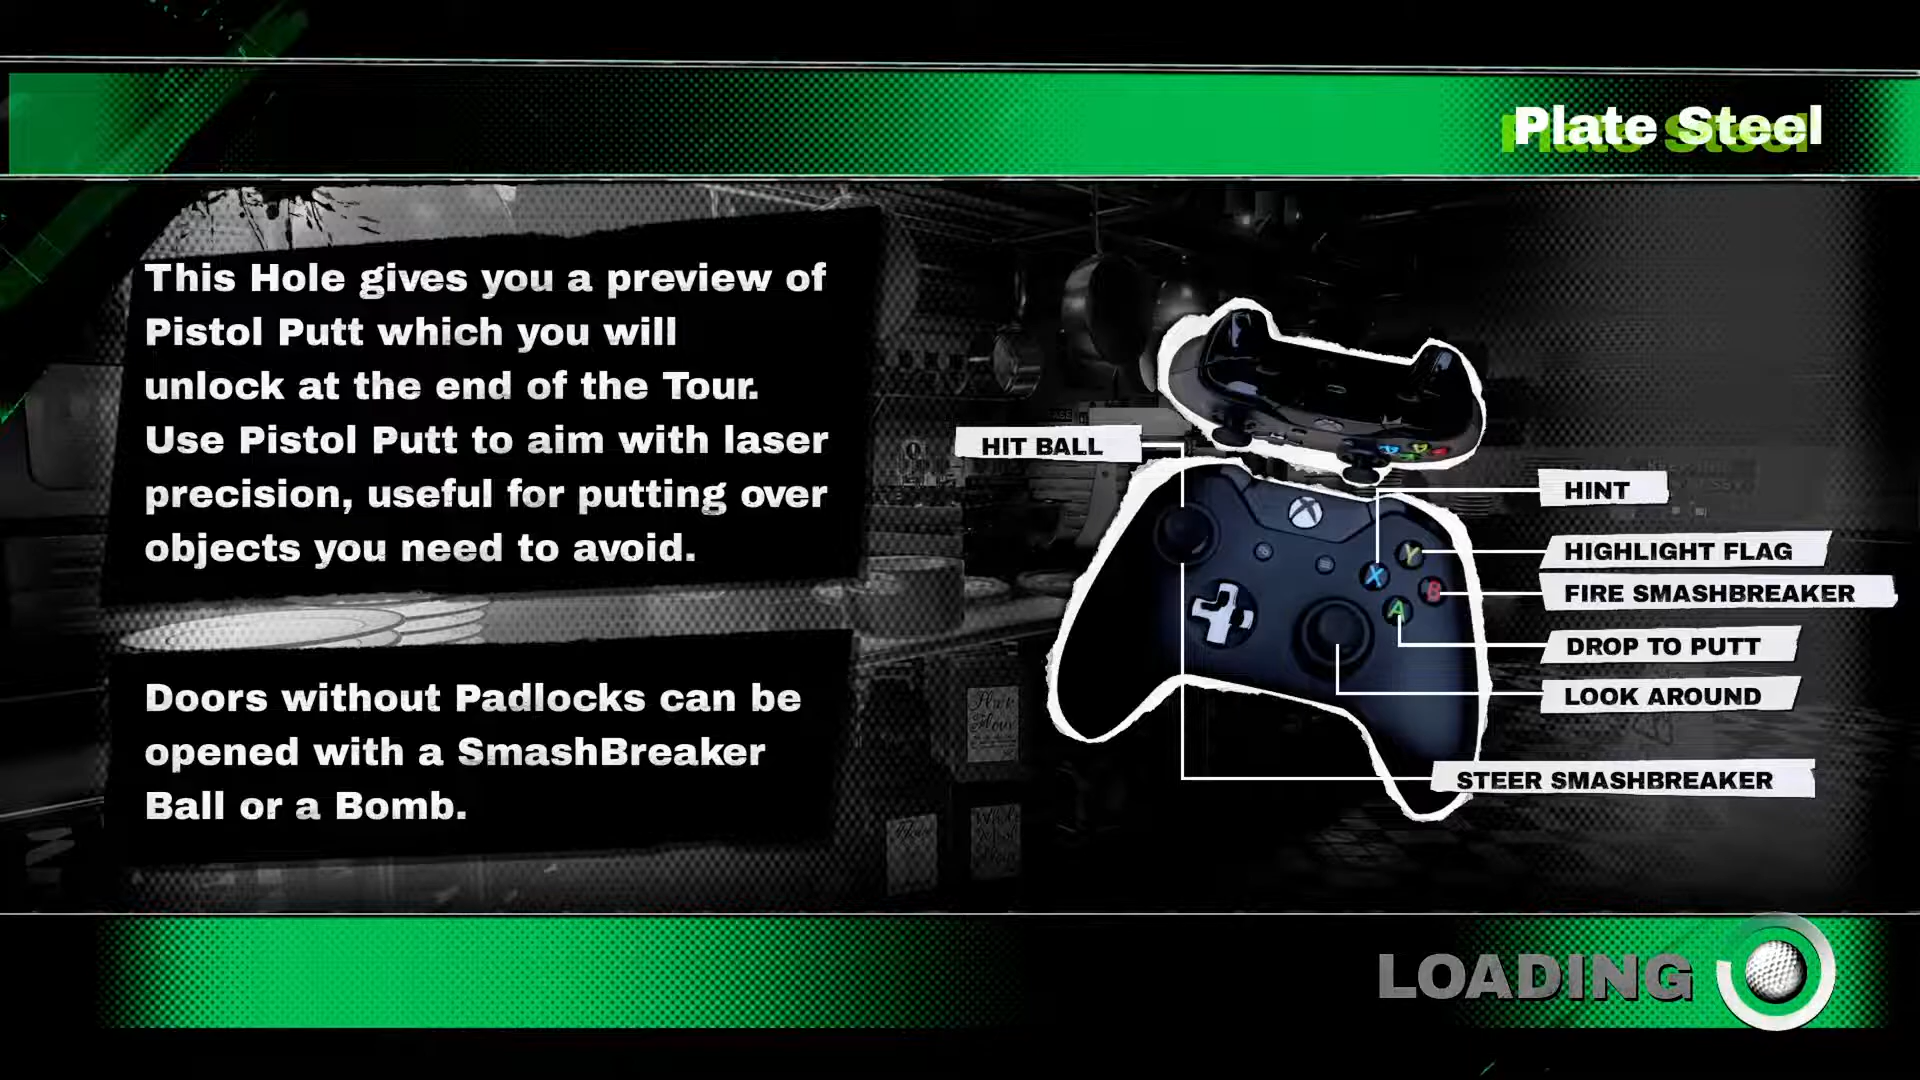 Plate Steel
This Hole gives you a preview of
Pistol Putt which you will
unlock at the end of the Tour.
Use Pistol Putt to aim with laser
precision, useful for putting over
objects you need to avoid.
Doors without Padlocks can be
opened with a SmashBreaker
Ball or a Bomb.
HIT BALL
HINT
Y
HIGHLIGHT FLAG
X
B
FIRE SMASHBREAKER
A
DROP TO PUTT
LOOK AROUND
STEER SMASHBREAKER
LOADING